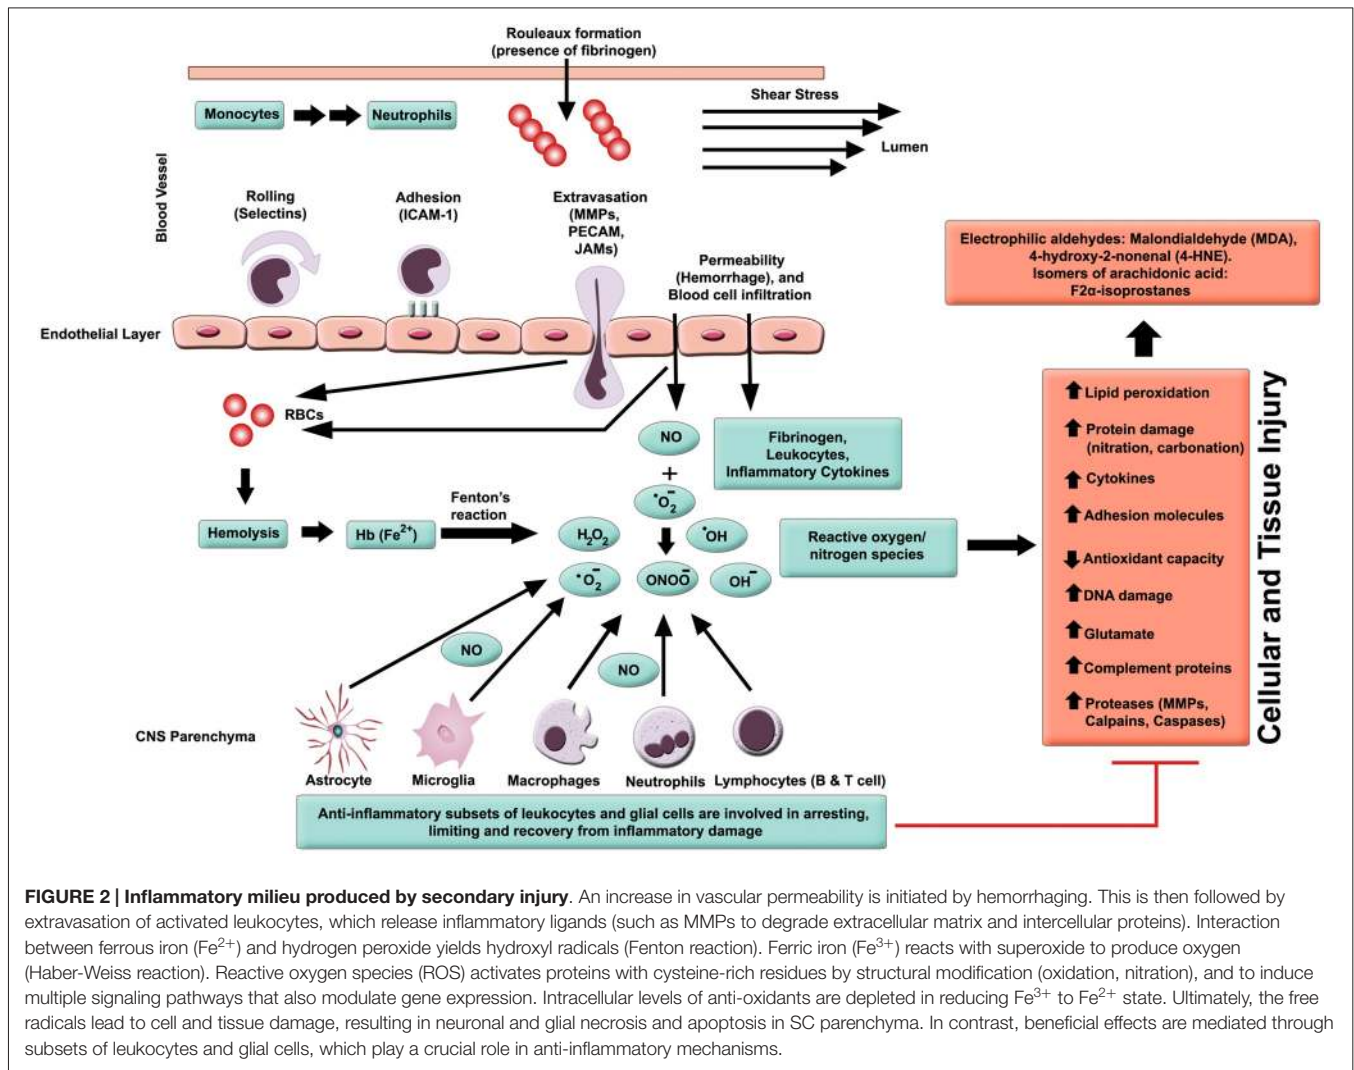 Rouleaux formation
(presence of fibrinogen)
Monocytes
Neutrophils
Shear Stress
Lumen
Blood Vessel
Rolling
(Selectins)
Adhesion
(ICAM-1)
Extravasation
(MMPs,
PECAM,
JAMs)
Permeability
(Hemorrhage), and
Blood cell infiltration
Endothelial Layer
Electrophilic aldehydes: Malondialdehyde (MDA),
4-hydroxy-2-nonenal (4-HNE).
Isomers of arachidonic acid:
F2α-isoprostanes
RBCs
NO
+
•O₂⁻
Fibrinogen,
Leukocytes,
Inflammatory Cytokines
Hemolysis
Hb (Fe²⁺)
Fenton's
reaction
H₂O₂
•OH
•O₂⁻
ONOO⁻
OH⁻
Reactive oxygen/
nitrogen species
Lipid peroxidation
Protein damage
(nitration, carbonation)
Cytokines
Adhesion molecules
Antioxidant capacity
DNA damage
Glutamate
Complement proteins
Proteases (MMPs,
Calpains, Caspases)
Cellular and Tissue Injury
NO
NO
CNS Parenchyma
Astrocyte
Microglia
Macrophages
Neutrophils
Lymphocytes (B & T cell)
Anti-inflammatory subsets of leukocytes and glial cells are involved in arresting,
limiting and recovery from inflammatory damage
FIGURE 2 | Inflammatory milieu produced by secondary injury. An increase in vascular permeability is initiated by hemorrhaging. This is then followed by
extravasation of activated leukocytes, which release inflammatory ligands (such as MMPs to degrade extracellular matrix and intercellular proteins). Interaction
between ferrous iron (Fe²⁺) and hydrogen peroxide yields hydroxyl radicals (Fenton reaction). Ferric iron (Fe³⁺) reacts with superoxide to produce oxygen
(Haber-Weiss reaction). Reactive oxygen species (ROS) activates proteins with cysteine-rich residues by structural modification (oxidation, nitration), and to induce
multiple signaling pathways that also modulate gene expression. Intracellular levels of anti-oxidants are depleted in reducing Fe³⁺ to Fe²⁺ state. Ultimately, the free
radicals lead to cell and tissue damage, resulting in neuronal and glial necrosis and apoptosis in SC parenchyma. In contrast, beneficial effects are mediated through
subsets of leukocytes and glial cells, which play a crucial role in anti-inflammatory mechanisms.